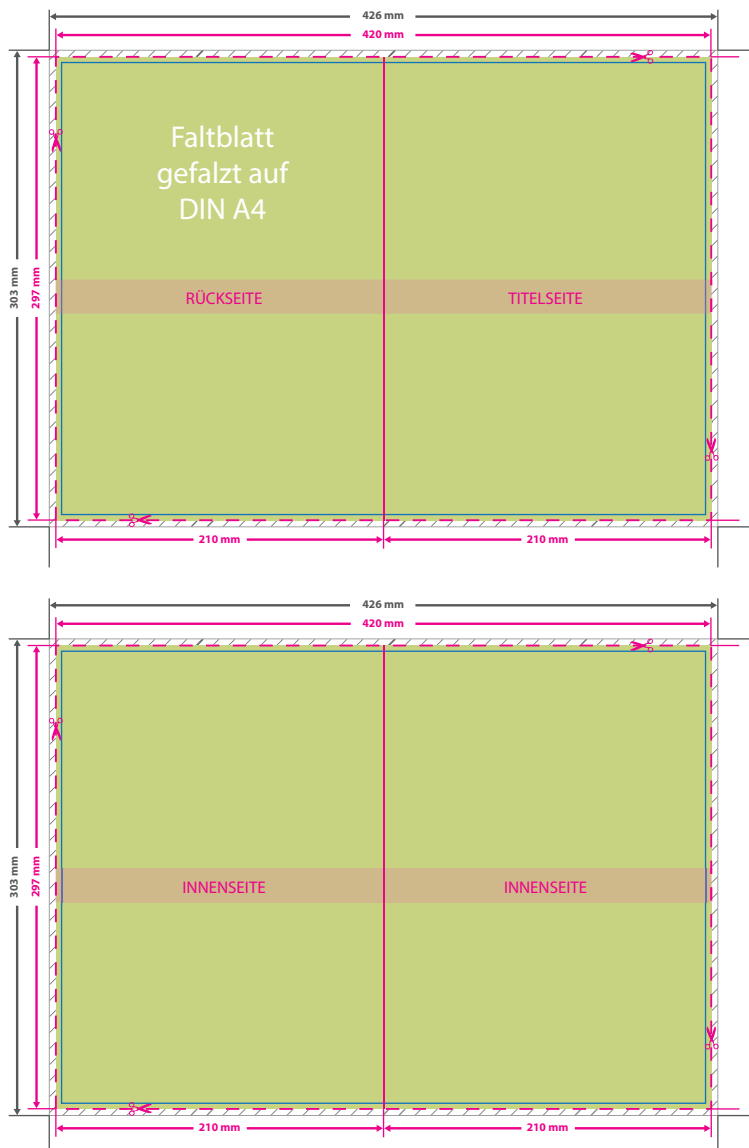 426 mm
420 mm
Faltblatt
gefalzt auf
DIN A4
303 mm
297 mm
RÜCKSEITE
TITELSEITE
210 mm
210 mm
426 mm
420 mm
303 mm
297 mm
INNENSEITE
INNENSEITE
210 mm
210 mm